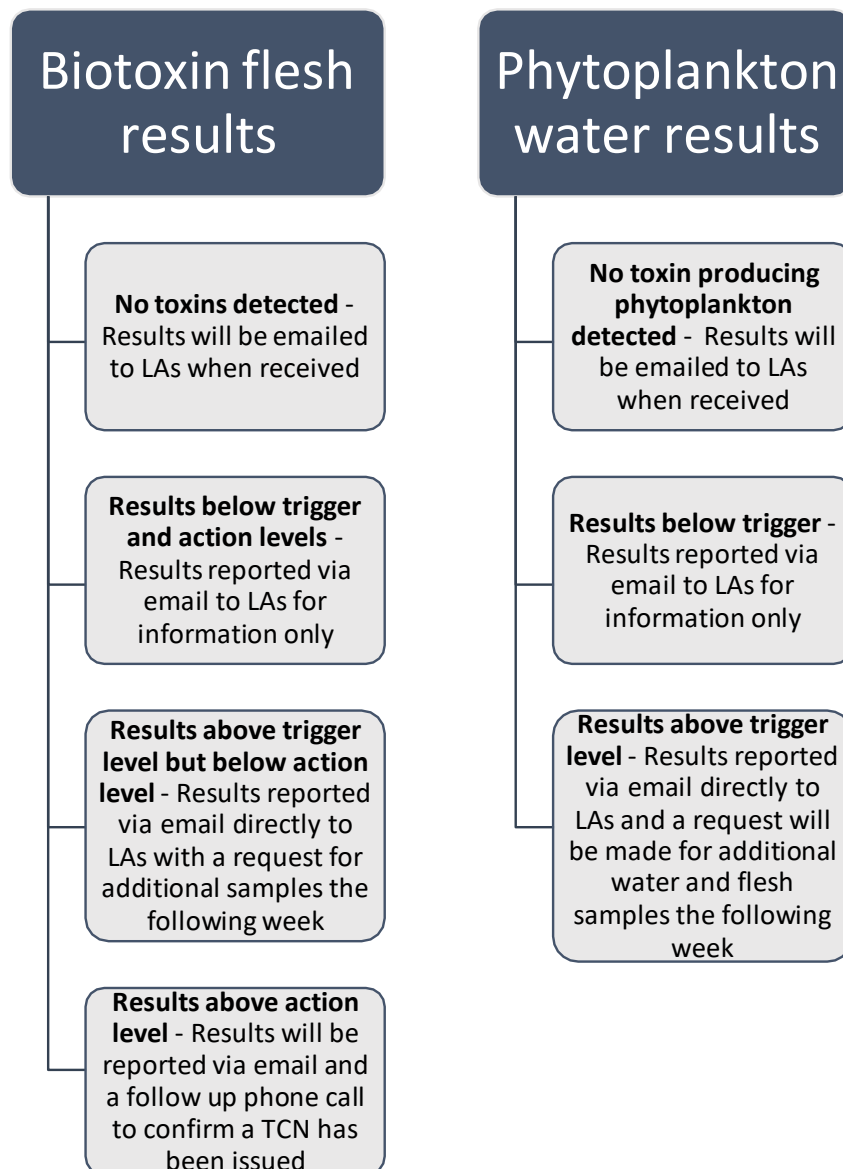 Biotoxin flesh
results
No toxins detected -
Results will be emailed
to LAs when received
Results below trigger
and action levels -
Results reported via
email to LAs for
information only
Results above trigger
level but below action
level - Results reported
via email directly to
LAs with a request for
additional samples the
following week
Results above action
level - Results will be
reported via email and
a follow up phone call
to confirm a TCN has
been issued
Phytoplankton
water results
No toxin producing
phytoplankton
detected - Results will
be emailed to LAs
when received
Results below trigger -
Results reported via
email to LAs for
information only
Results above trigger
level - Results reported
via email directly to
LAs and a request will
be made for additional
water and flesh
samples the following
week